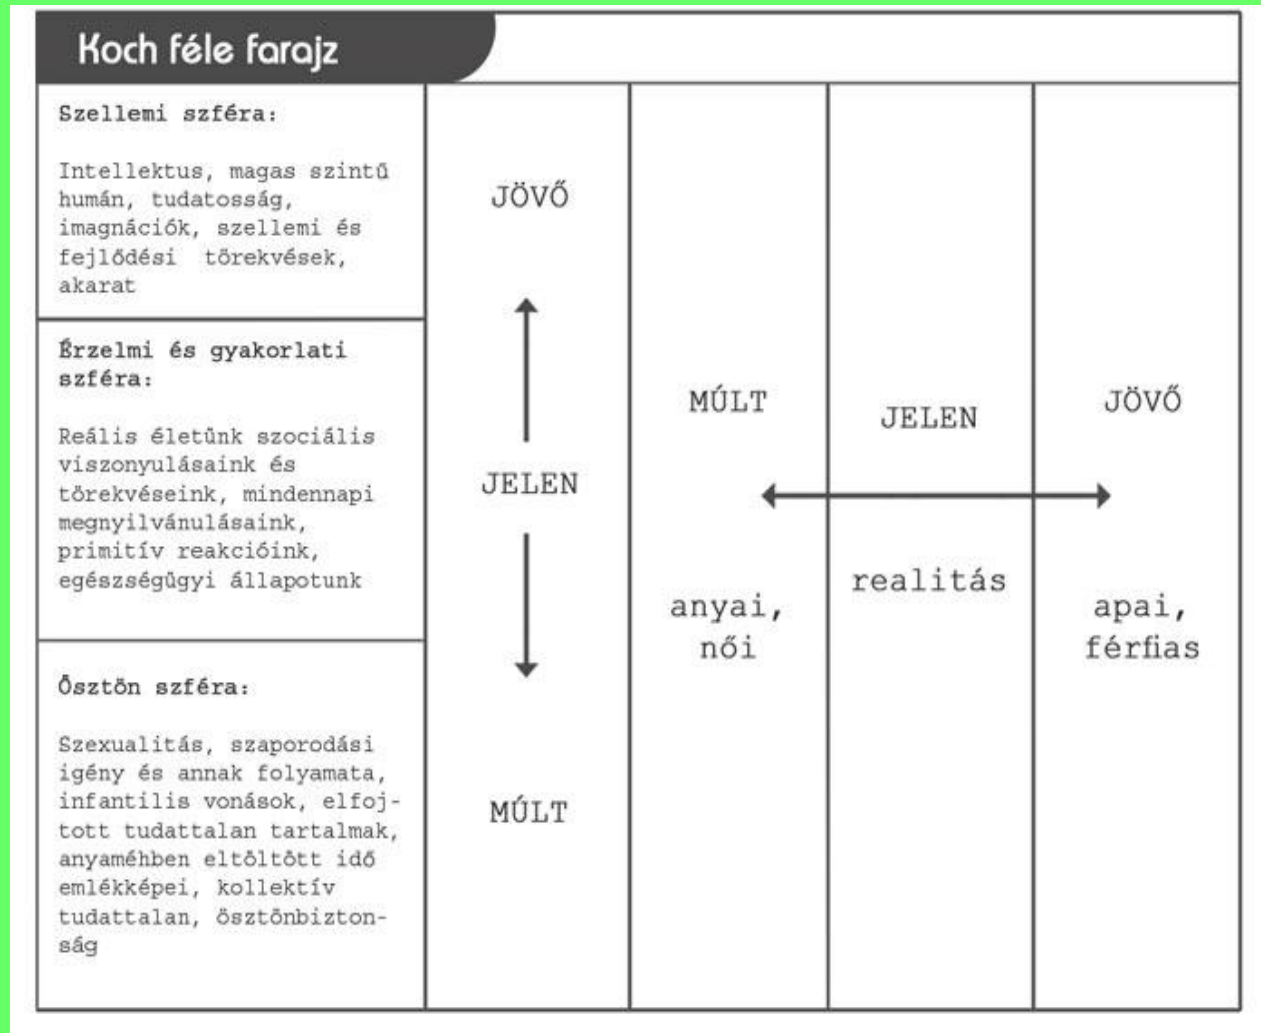 Koch féle farajz
Szellemi szféra:
Intellektus, magas szintű
humán, tudatosság,
imagnációk, szellemi és
fejlődési törekvések,
akarat
Érzelmi és gyakorlati
szféra:
Reális életünk szociális
viszonyulásaink és
törekvéseink, mindennapi
megnyilvánulásaink,
primitív reakcióink,
egészségügyi állapotunk
Ösztön szféra:
Szexualitás, szaporodási
igény és annak folyamata,
infantilis vonások, elfoj-
tott tudattalan tartalmak,
anyaméhben eltöltött idő
emlékképei, kollektív
tudattalan, ösztönbizton-
ság
JÖVŐ
JELEN
MÚLT
MÚLT
anyai,
női
JELEN
realitás
JÖVŐ
apai,
férfias